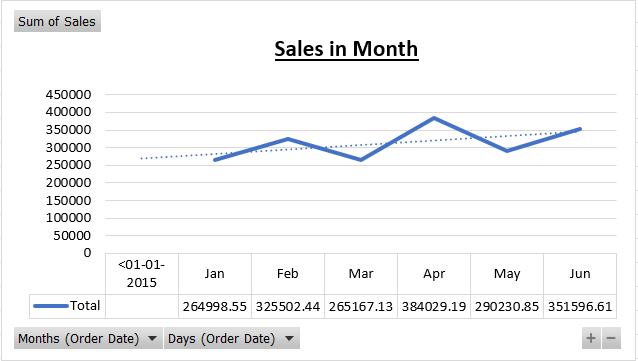 Sum of Sales
Sales in Month
450000
400000
350000
300000
250000
200000
150000
100000
50000
0
<01-01-
2015
Jan Feb Mar Apr May Jun
Total 264998.55 325502.44 265167.13 384029.19 290230.85 351596.61
Months (Order Date) Days (Order Date) + −